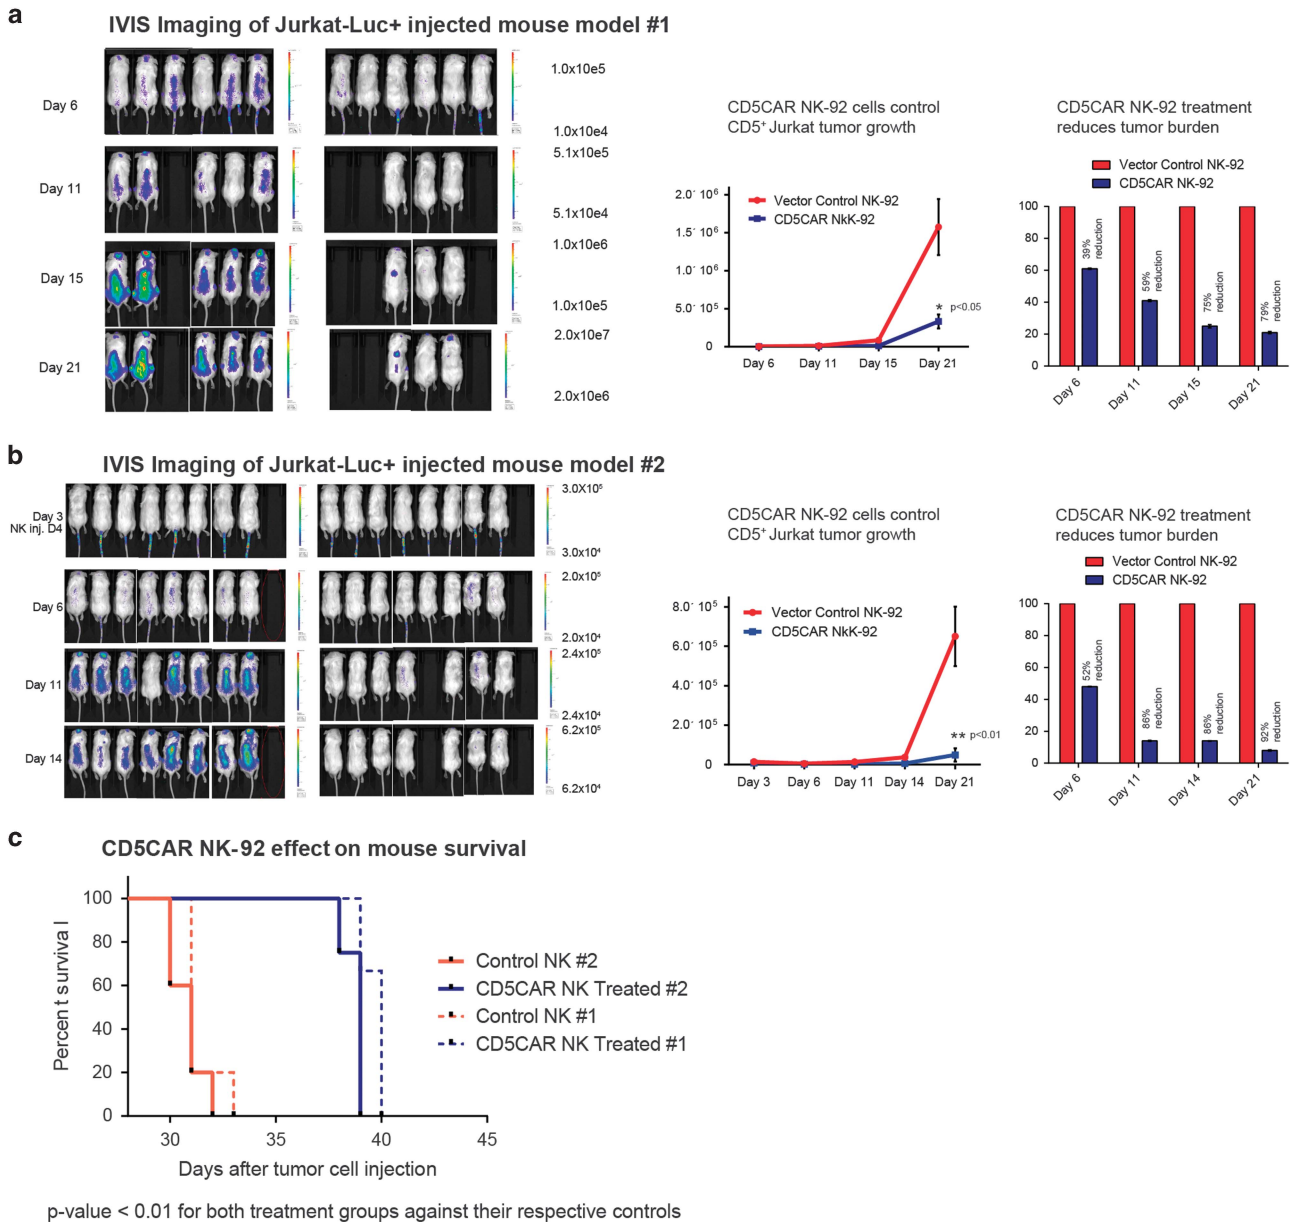 a
IVIS Imaging of Jurkat-Luc+ injected mouse model #1
Day 6
Day 11
Day 15
Day 21
1.0x10e5
1.0x10e4
5.1x10e5
5.1x10e4
1.0x10e6
1.0x10e5
2.0x10e7
2.0x10e6
CD5CAR NK-92 cells control
CD5⁺ Jurkat tumor growth
Vector Control NK-92
CD5CAR NkK-92
2.0· 10⁶
1.5· 10⁶
1.0· 10⁶
5.0· 10⁵
0
* p<0.05
Day 6 Day 11 Day 15 Day 21
CD5CAR NK-92 treatment
reduces tumor burden
Vector Control NK-92
CD5CAR NK-92
100
80
60
40
20
0
39% reduction
59% reduction
75% reduction
79% reduction
Day 6 Day 11 Day 15 Day 21
b
IVIS Imaging of Jurkat-Luc+ injected mouse model #2
Day 3
NK inj. D4
Day 6
Day 11
Day 14
3.0X10⁵
3.0X10⁴
2.0x10⁵
2.0x10⁴
2.4x10⁵
2.4x10⁴
6.2x10⁵
6.2x10⁴
CD5CAR NK-92 cells control
CD5⁺ Jurkat tumor growth
Vector Control NK-92
CD5CAR NkK-92
8.0· 10⁵
6.0· 10⁵
4.0· 10⁵
2.0· 10⁵
0
** p<0.01
Day 3 Day 6 Day 11 Day 14 Day 21
CD5CAR NK-92 treatment
reduces tumor burden
Vector Control NK-92
CD5CAR NK-92
100
80
60
40
20
0
52% reduction
86% reduction
86% reduction
92% reduction
Day 6 Day 11 Day 14 Day 21
c
CD5CAR NK-92 effect on mouse survival
Percent survival
100
80
60
40
20
0
30 35 40 45
Days after tumor cell injection
Control NK #2
CD5CAR NK Treated #2
Control NK #1
CD5CAR NK Treated #1
p-value < 0.01 for both treatment groups against their respective controls